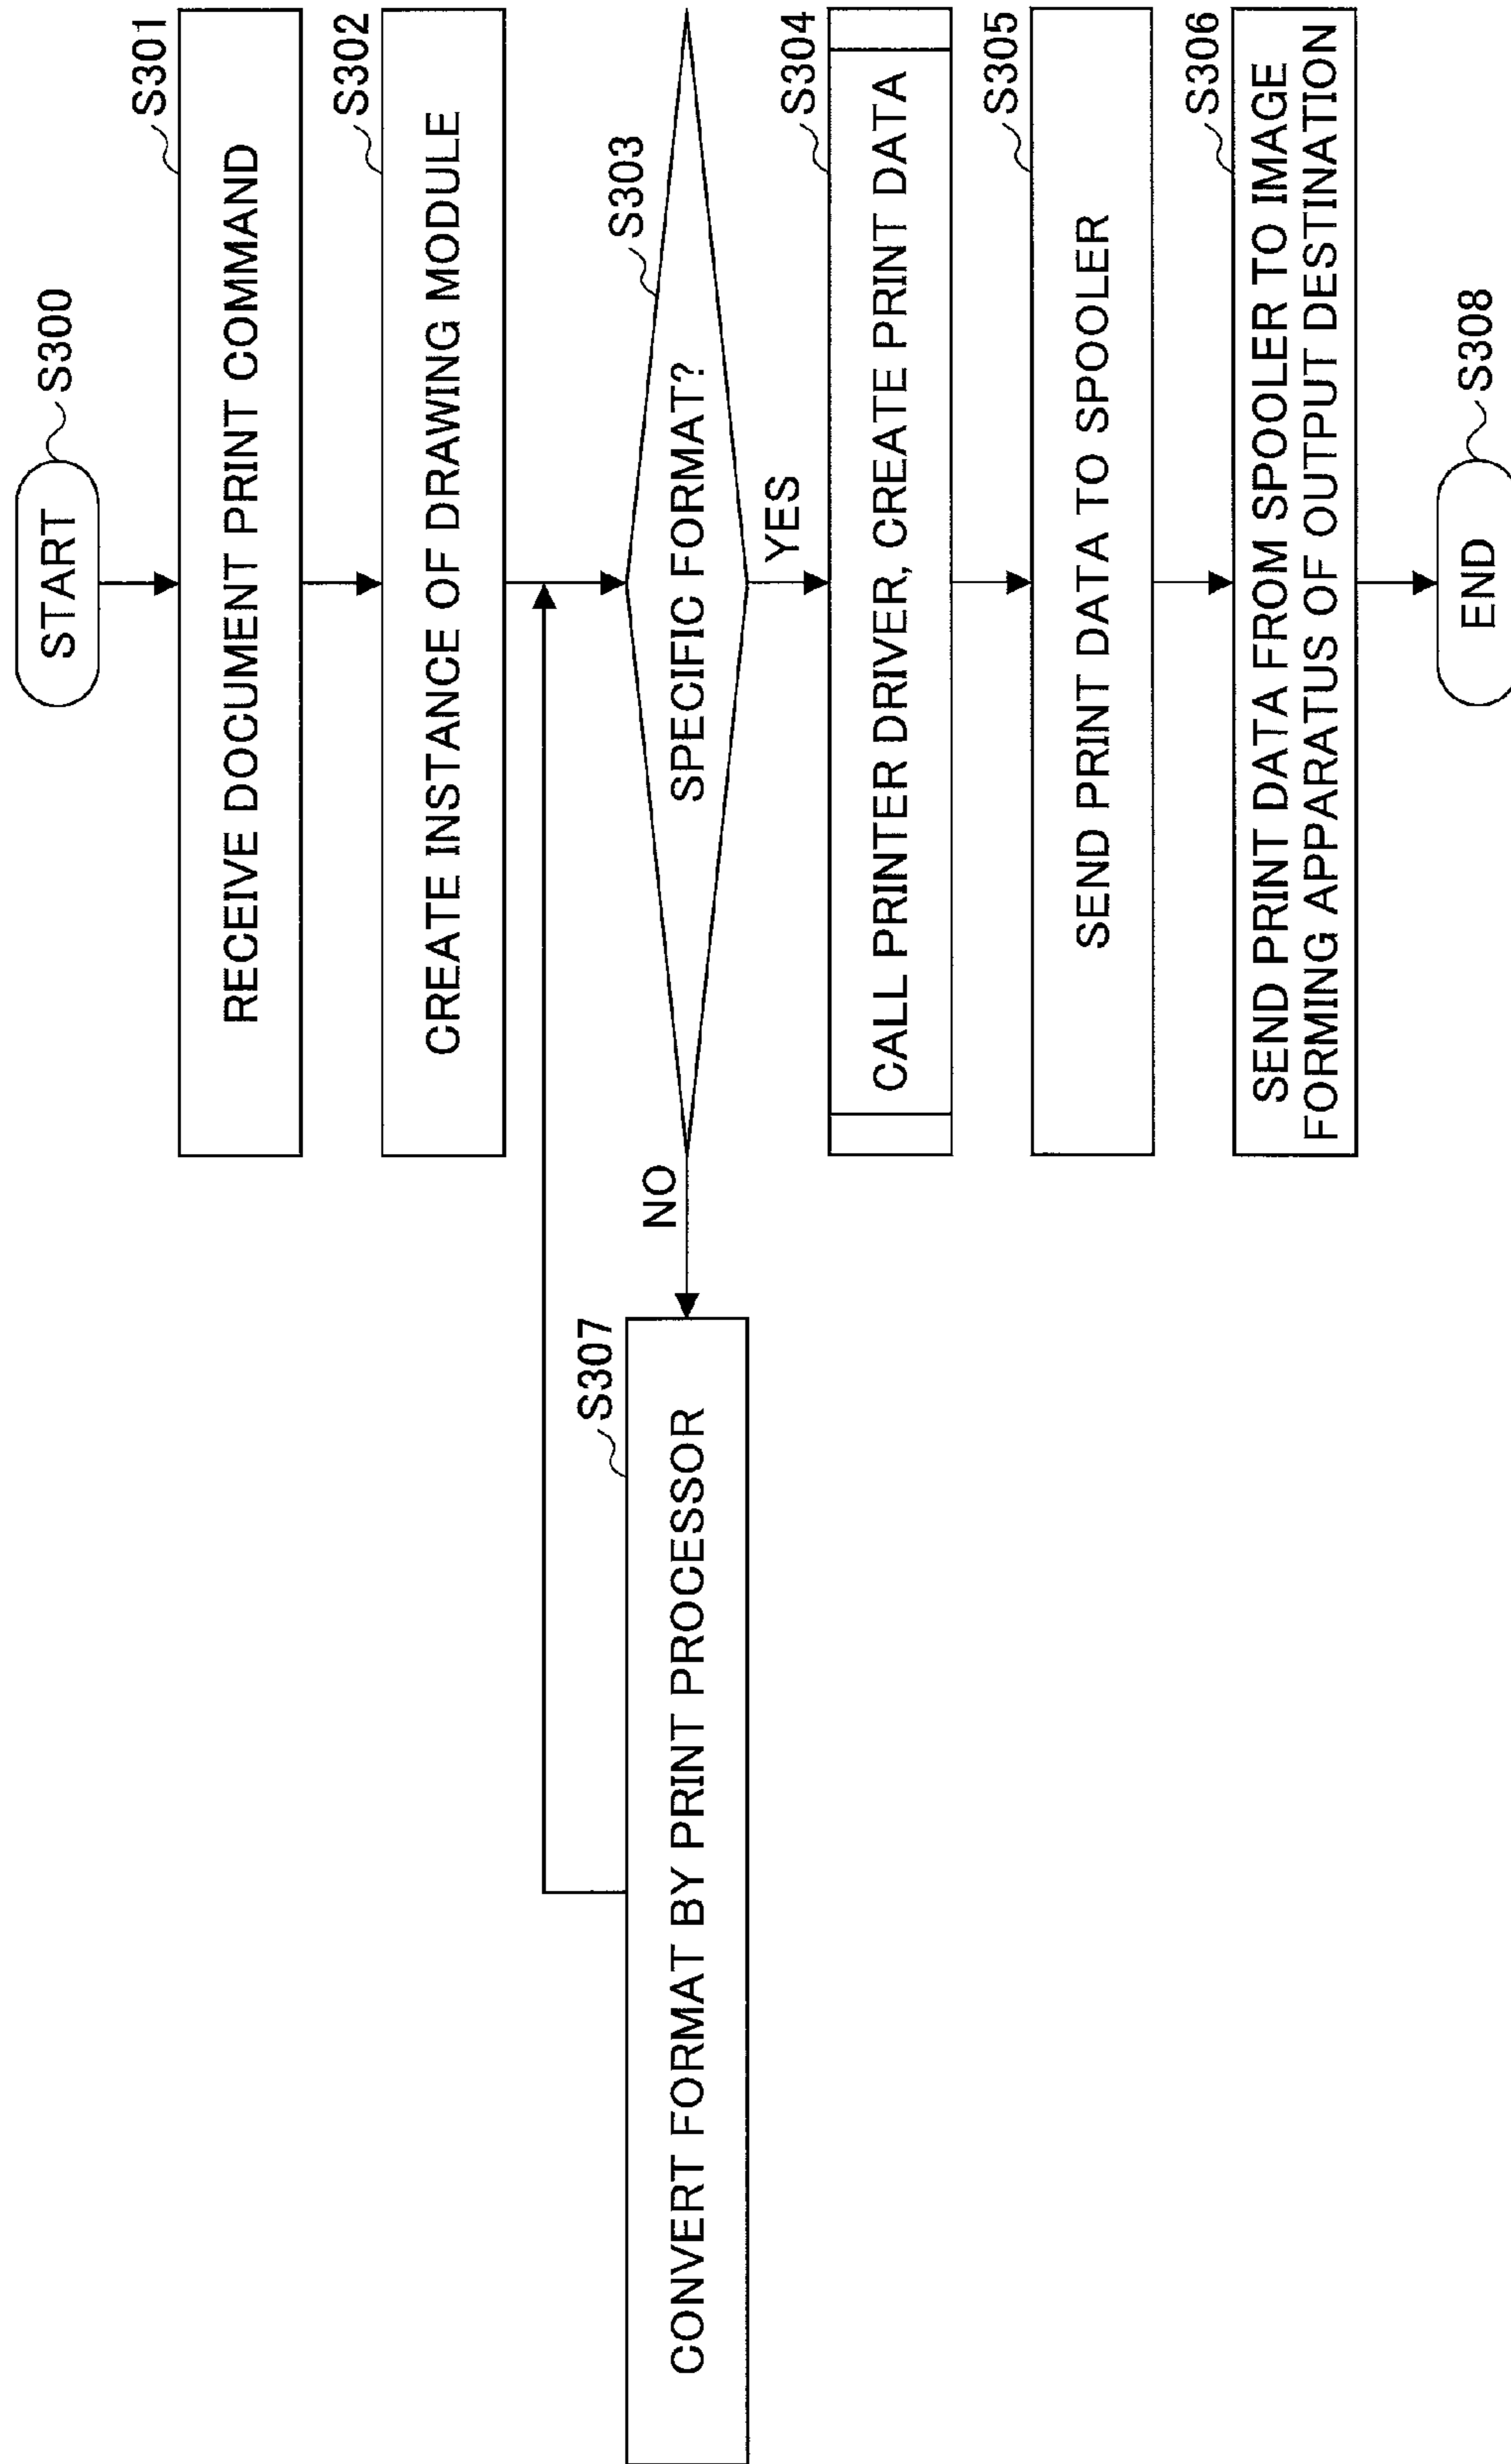 START
S300
S301
RECEIVE DOCUMENT PRINT COMMAND
S302
CREATE INSTANCE OF DRAWING MODULE
S303
SPECIFIC FORMAT?
NO
YES
S307
CONVERT FORMAT BY PRINT PROCESSOR
S304
CALL PRINTER DRIVER, CREATE PRINT DATA
S305
SEND PRINT DATA TO SPOOLER
S306
SEND PRINT DATA FROM SPOOLER TO IMAGE
FORMING APPARATUS OF OUTPUT DESTINATION
END
S308